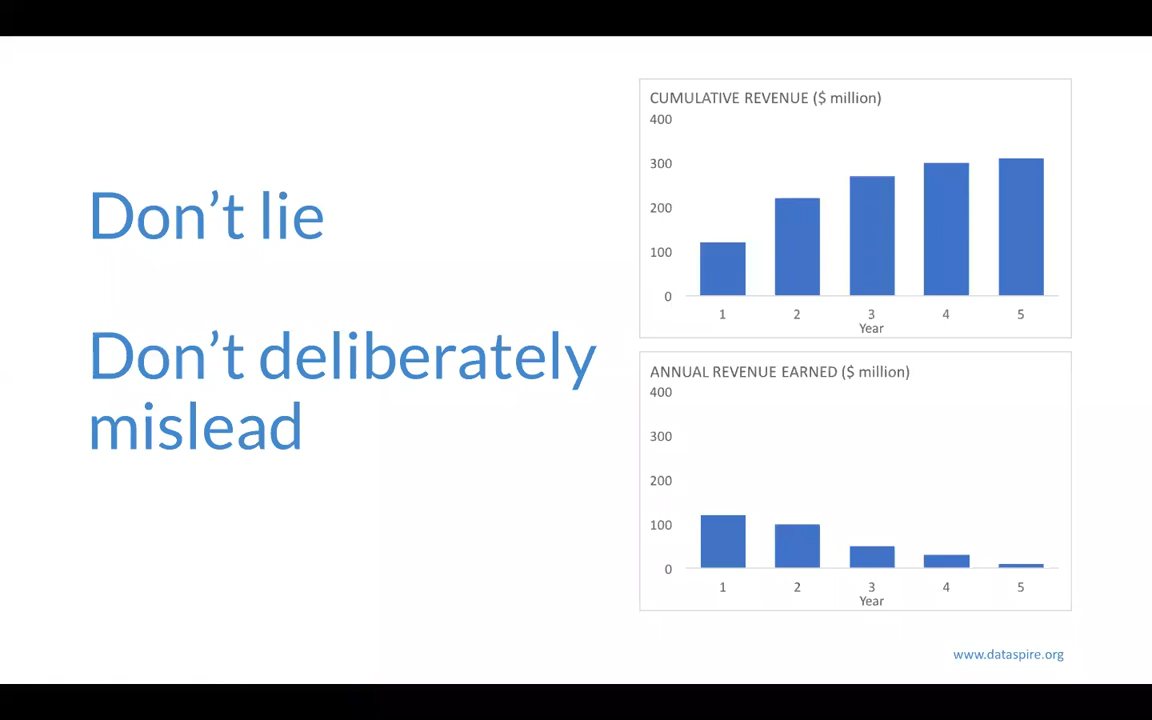 Don’t lie
Don’t deliberately
mislead
CUMULATIVE REVENUE ($ million)
400
300
200
100
0
1 2 3 4 5
Year
ANNUAL REVENUE EARNED ($ million)
400
300
200
100
0
1 2 3 4 5
Year
www.dataspire.org